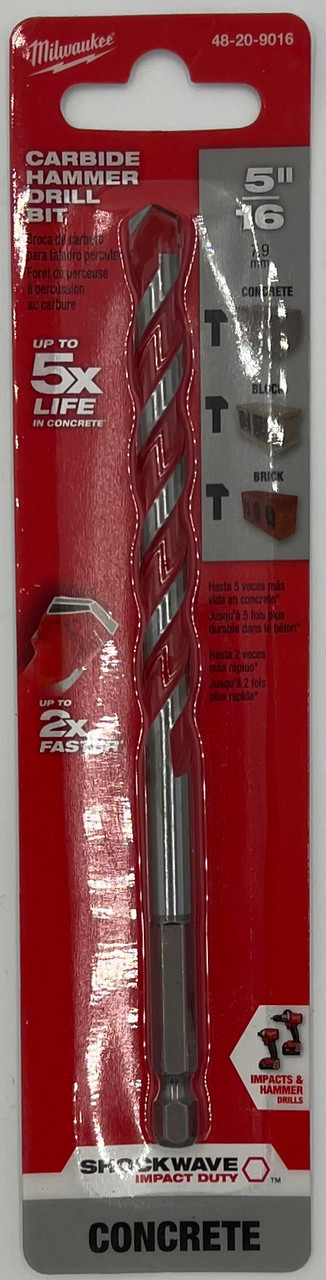 Milwaukee
48-20-9016
CARBIDE
HAMMER
DRILL
BIT
Broca de carburo
para taladro percutor
Foret de perceuse
à percussion
au carbure
5"
16
7,9
mm
CONCRETE
BLOCK
BRICK
UP TO
5x
LIFE
IN CONCRETE*
Hasta 5 veces más
vida en concreto*
Jusqu'à 5 fois plus
durable dans le béton*
Hasta 2 veces
más rápido*
Jusqu'à 2 fois
plus rapide*
UP TO
2x
FASTER*
IMPACTS &
HAMMER
DRILLS
SHOCKWAVE
IMPACT DUTY
TM
CONCRETE